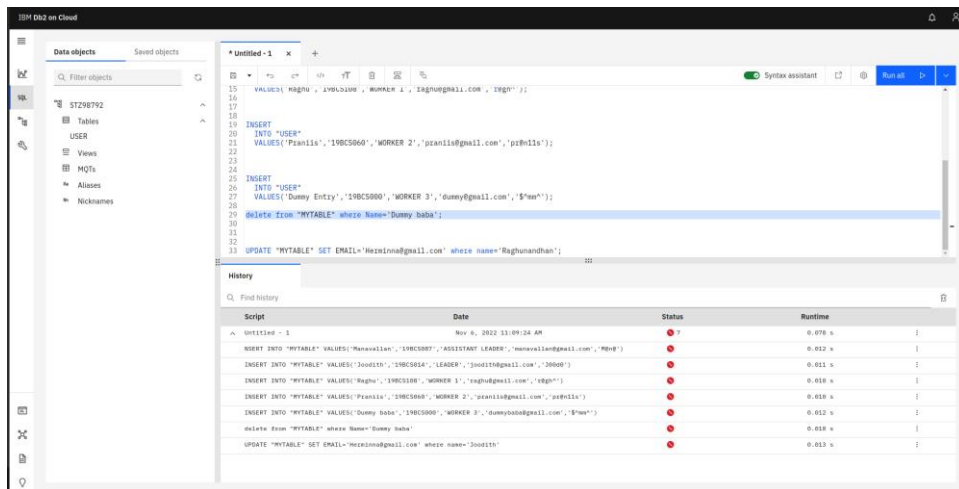 IBM Db2 on Cloud
Data objects
Saved objects
Filter objects
STZ98792
Tables
USER
Views
MQTs
Aliases
Nicknames
SQL
* Untitled - 1 × +
Syntax assistant
Run all
15 VALUES('Raghu','19BCS108','WORKER 1','raghu@gmail.com','r@gh^');
16
17
18
19 INSERT
20 INTO "USER"
21 VALUES('Praniis','19BCS060','WORKER 2','praniis@gmail.com','pr@n11s');
22
23
24
25 INSERT
26 INTO "USER"
27 VALUES('Dummy Entry','19BCS000','WORKER 3','dummy@gmail.com','$^mm^');
28
29 delete from "MYTABLE" where Name='Dummy baba';
30
31
32
33 UPDATE "MYTABLE" SET EMAIL='Herminna@gmail.com' where name='Raghunandhan';
History
Find history
Script Date Status Runtime
Untitled - 1 Nov 6, 2022 11:09:24 AM 7 0.078 s
NSERT INTO "MYTABLE" VALUES('Manavallan','19BCS087','ASSISTANT LEADER','manavallan@gmail.com','M@n@') 0.012 s
INSERT INTO "MYTABLE" VALUES('Joodith','19BCS014','LEADER','joodith@gmail.com','J00d8') 0.011 s
INSERT INTO "MYTABLE" VALUES('Raghu','19BCS108','WORKER 1','raghu@gmail.com','r@gh^') 0.010 s
INSERT INTO "MYTABLE" VALUES('Praniis','19BCS060','WORKER 2','praniis@gmail.com','pr@n11s') 0.010 s
INSERT INTO "MYTABLE" VALUES('Dummy baba','19BCS000','WORKER 3','dummybaba@gmail.com','$^mm^') 0.012 s
delete from "MYTABLE" where Name='Dummy baba' 0.010 s
UPDATE "MYTABLE" SET EMAIL='Herminna@gmail.com' where name='Joodith' 0.013 s